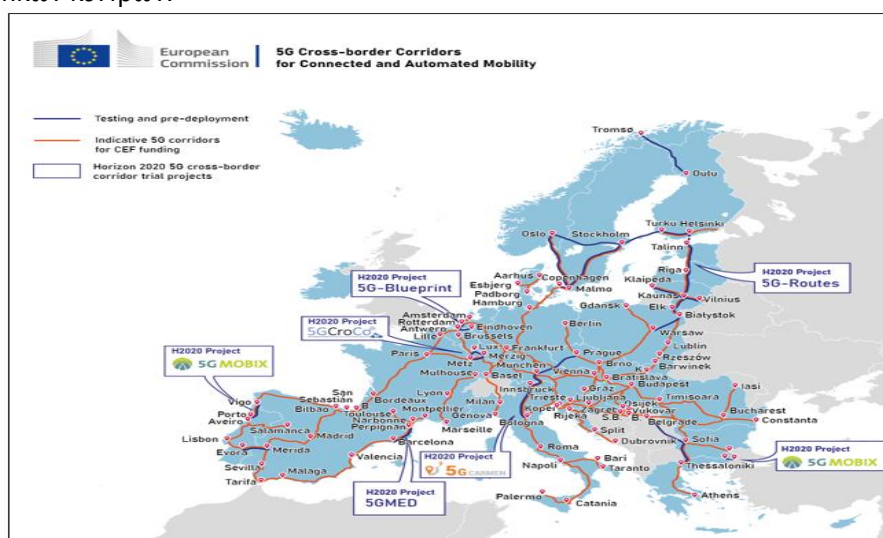 European
Commission
5G Cross-border Corridors
for Connected and Automated Mobility
Testing and pre-deployment
Indicative 5G corridors
for CEF funding
Horizon 2020 5G cross-border
corridor trial projects
Tromsø
Oulu
Oslo
Stockholm
Turku
Helsinki
Talinn
Riga
Klaipeda
Kaunas
Vilnius
H2020 Project
5G-Routes
Aarhus
Copenhagen
Esbjerg
Padborg
Malmo
Hamburg
Gdansk
Elk
Białystok
H2020 Project
5G-Blueprint
Amsterdam
Rotterdam
Antwerp
Eindhoven
Lille
Brussels
Berlin
Warsaw
Lublin
Rzeszów
Barwinek
K
H2020 Project
5GCroCo
Lux
Frankfurt
Merzig
Paris
Metz
Munchen
Prague
Brno
Vienna
Bratislava
Mulhouse
Basel
Innsbruck
Graz
Budapest
Iasi
H2020 Project
5G MOBIX
San
Sebastián
Lyon
Milan
Trieste
Ljubljana
Osijek
Timisoara
Vigo
Bilbao
B
Bordeaux
Montpellier
Koper
Zagreb
Vukovar
Bucharest
Porto
Toulouse
Genova
Rijeka
S.B.
B.
Belgrade
Constanta
Aveiro
Narbonne
Marseille
Bologna
Salamanca
Perpignan
Split
Sofia
Lisbon
Madrid
Barcelona
Dubrovnik
Evora
Merida
Valencia
Roma
Bari
Napoli
Taranto
Thessaloniki
H2020 Project
5G CARMEN
H2020 Project
5G MOBIX
Sevilla
Málaga
Tarifa
H2020 Project
5GMED
Palermo
Catania
Athens